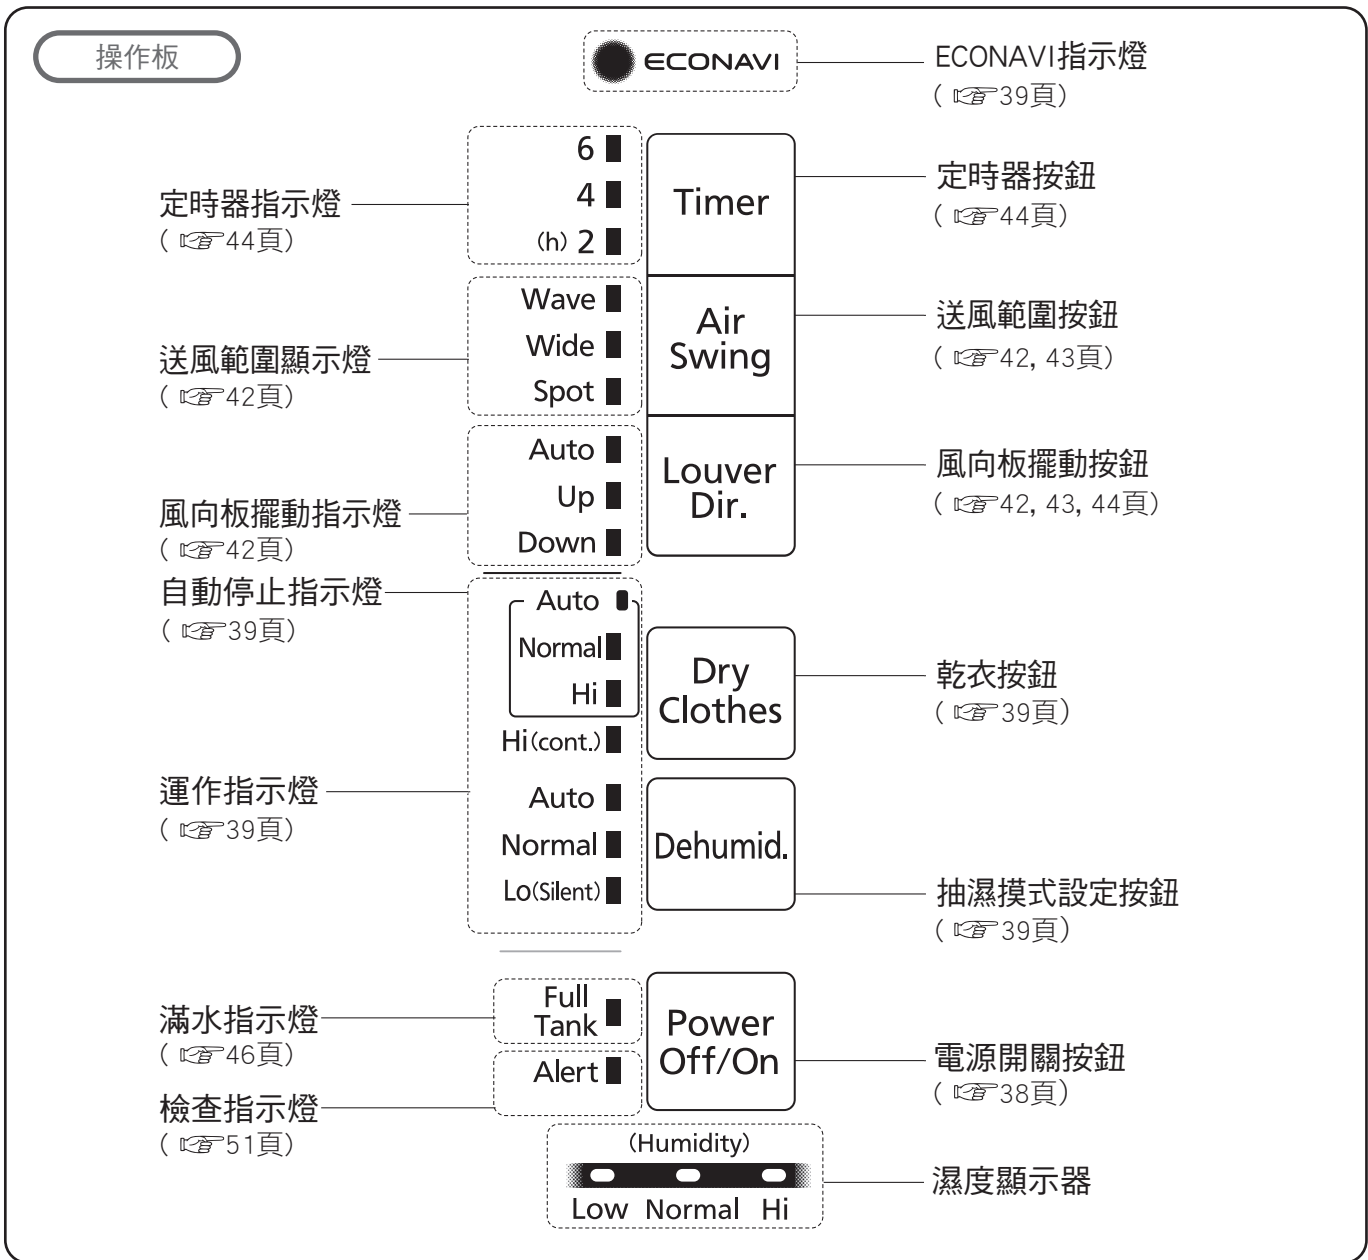 操作板
ECONAVI
ECONAVI指示燈
( ☞39頁)
6
4
(h) 2
Timer
定時器指示燈
( ☞44頁)
定時器按鈕
( ☞44頁)
Wave
Wide
Spot
Air
Swing
送風範圍顯示燈
( ☞42頁)
送風範圍按鈕
( ☞42, 43頁)
Auto
Up
Down
Louver
Dir.
風向板擺動指示燈
( ☞42頁)
風向板擺動按鈕
( ☞42, 43, 44頁)
自動停止指示燈
( ☞39頁)
Auto
Normal
Hi
Hi(cont.)
Dry
Clothes
乾衣按鈕
( ☞39頁)
運作指示燈
( ☞39頁)
Auto
Normal
Lo(Silent)
Dehumid.
抽濕摸式設定按鈕
( ☞39頁)
滿水指示燈
( ☞46頁)
Full
Tank
Alert
Power
Off/On
電源開關按鈕
( ☞38頁)
檢查指示燈
( ☞51頁)
(Humidity)
Low Normal Hi
濕度顯示器